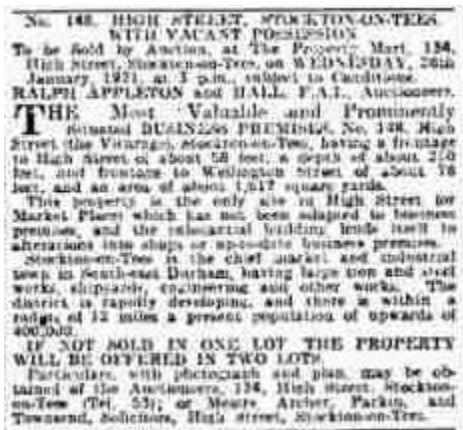 No. 148, HIGH STREET, STOCKTON-ON-TEES.
WITH VACANT POSSESSION
To be Sold by Auction, at The Property Mart, 134,
High Street, Stockton-on-Tees, on WEDNESDAY, 26th
January, 1921, at 3 p.m., subject to Conditions.
RALPH APPLETON and HALL, F.A.I., Auctioneers.
THE Most Valuable and Prominently
situated BUSINESS PREMISES, No. 148, High
Street (the Vicarage), Stockton-on-Tees, having a frontage
to High Street of about 58 feet, a depth of about
feet, and frontage to Wellington Street of about 76
feet, and an area of about 1,617 square yards.
This property is the only site in High Street (or
Market Place) which has not been adapted to business
premises, and the substantial building lends itself to
alterations into shops or up-to-date business premises.
Stockton-on-Tees is the chief market and industrial
town in South-east Durham, having large iron and steel
works, shipyards, engineering and other works. The
district is rapidly developing, and there is within a
radius of 12 miles a present population of upwards of
400,000.
IF NOT SOLD IN ONE LOT THE PROPERTY
WILL BE OFFERED IN TWO LOTS.
Particulars, with photograph and plan, may be ob-
tained of the Auctioneers, 134, High Street, Stockton-
on-Tees (Tel. 53); or Messrs. Archer, Parkin, and
Townsend, Solicitors, High Street, Stockton-on-Tees.